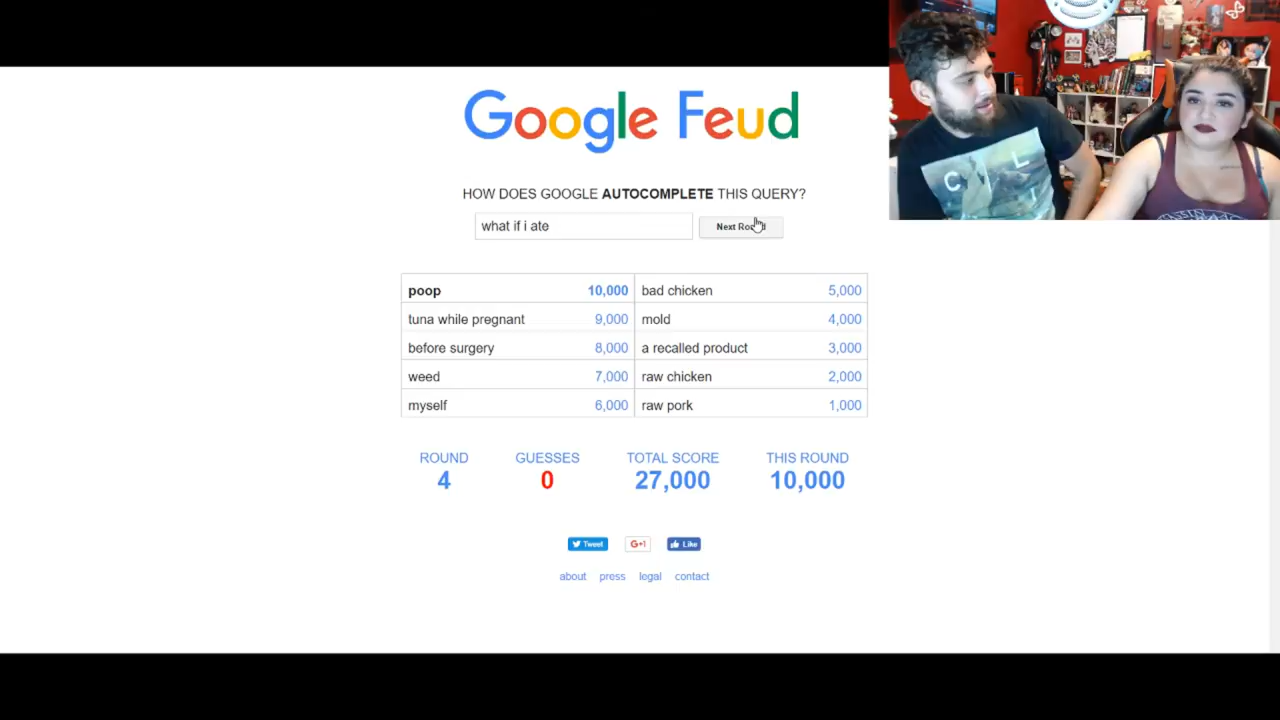 Google Feud
HOW DOES GOOGLE AUTOCOMPLETE THIS QUERY?
what if i ate
Next
poop 10,000
bad chicken 5,000
tuna while pregnant 9,000
mold 4,000
before surgery 8,000
a recalled product 3,000
weed 7,000
raw chicken 2,000
myself 6,000
raw pork 1,000
ROUND GUESSES TOTAL SCORE THIS ROUND
4 0 27,000 10,000
Tweet G+1 Like
about press legal contact
C L